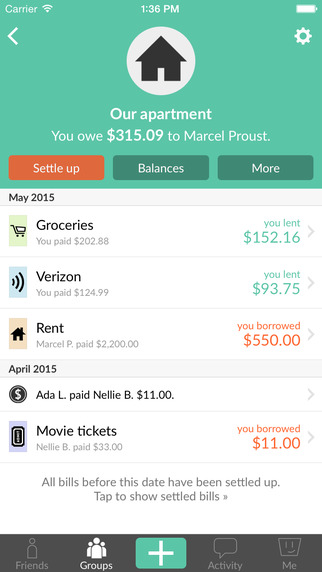 Carrier 1:36 PM
Our apartment
You owe $315.09 to Marcel Proust.
Settle up Balances More
May 2015
Groceries you lent
You paid $202.88 $152.16
Verizon you lent
You paid $124.99 $93.75
Rent you borrowed
Marcel P. paid $2,200.00 $550.00
April 2015
Ada L. paid Nellie B. $11.00.
Movie tickets you borrowed
Nellie B. paid $33.00 $11.00
All bills before this date have been settled up.
Tap to show settled bills »
Friends Groups Activity Me